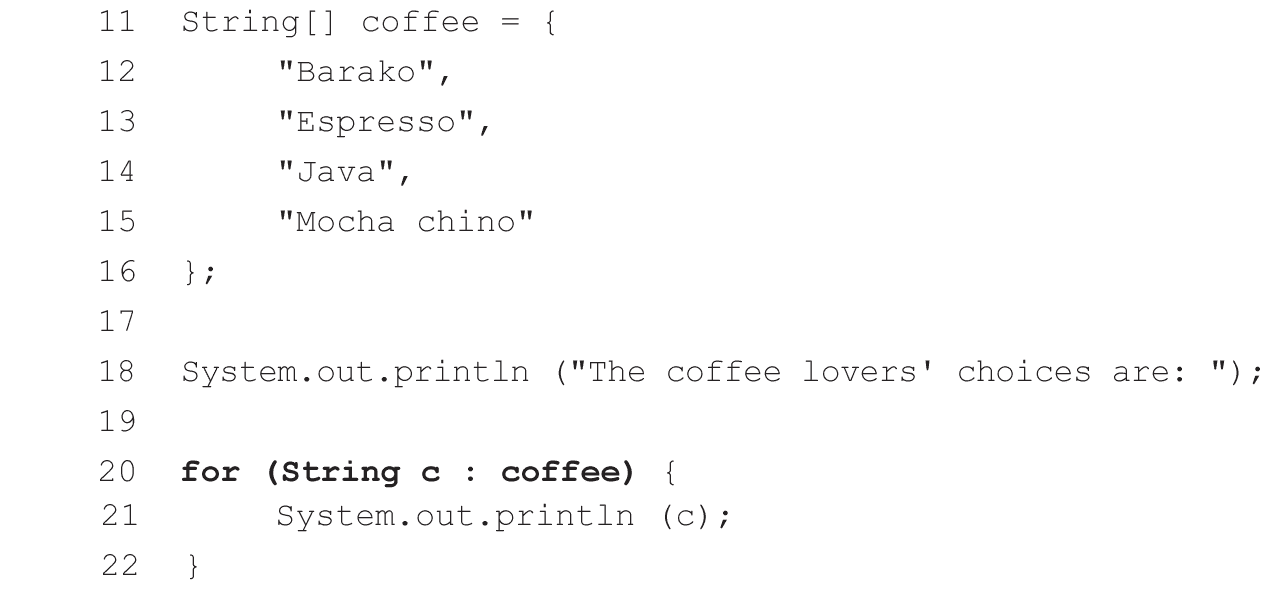 11 String[] coffee = {
12 "Barako",
13 "Espresso",
14 "Java",
15 "Mocha chino"
16 };
17
18 System.out.println ("The coffee lovers' choices are: ");
19
20 for (String c : coffee) {
21 System.out.println (c);
22 }